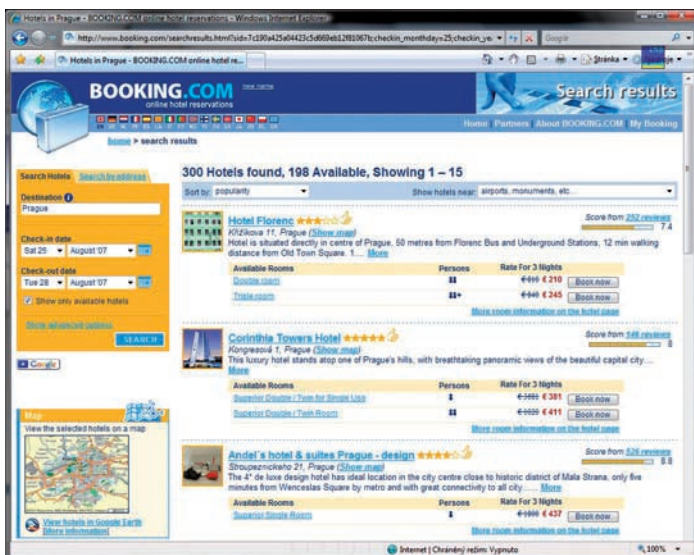 Hotels in Prague - BOOKING.COM online hotel reservations - Windows Internet Explorer
Google
Hotels in Prague - BOOKING.COM online hotel re...
Stránka
BOOKING.COM
online hotel reservations
Search results
Home Partners About BOOKING.COM My Booking
home > search results
Search Hotels Search by address
Destination
Prague
Check-in date
Sat 25 August '07
Check-out date
Tue 28 August '07
Show only available hotels
Show advanced options
SEARCH
Google
Map
View the selected hotels on a map
View hotels in Google Earth
[More information]
300 Hotels found, 198 Available, Showing 1 – 15
Sort by: popularity Show hotels near: airports, monuments, etc...
Hotel Florenc
Score from 252 reviews
7.4
Křižíkova 11, Prague (Show map)
Hotel is situated directly in centre of Prague, 50 metres from Florenc Bus and Underground Stations, 12 min walking
distance from Old Town Square. 1.... More
Available Rooms Persons Rate For 3 Nights
Double room € 210 Book now
Triple room € 245 Book now
More room information on the hotel page
Corinthia Towers Hotel
Score from 146 reviews
8
Kongresová 1, Prague (Show map)
This luxury hotel stands atop one of Prague's hills, with breathtaking panoramic views of the beautiful capital city....
More
Available Rooms Persons Rate For 3 Nights
Superior Double / Twin for Single Use € 381 Book now
Superior Double / Twin Room € 411 Book now
More room information on the hotel page
Andel´s hotel & suites Prague - design
Score from 526 reviews
8.8
Stroupeznickeho 21, Prague (Show map)
The 4* de luxe design hotel has ideal location in the city centre close to historic district of Mala Strana, only five
minutes from Wenceslas Square by metro and with great connectivity to all city...... More
Available Rooms Persons Rate For 3 Nights
Superior Single Room € 437 Book now
More room information on the hotel page
Internet | Chráněný režim: Vypnuto 100%